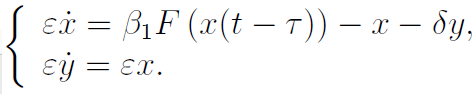 εẋ = β₁F (x(t − τ)) − x − δy,
εẏ = εx.